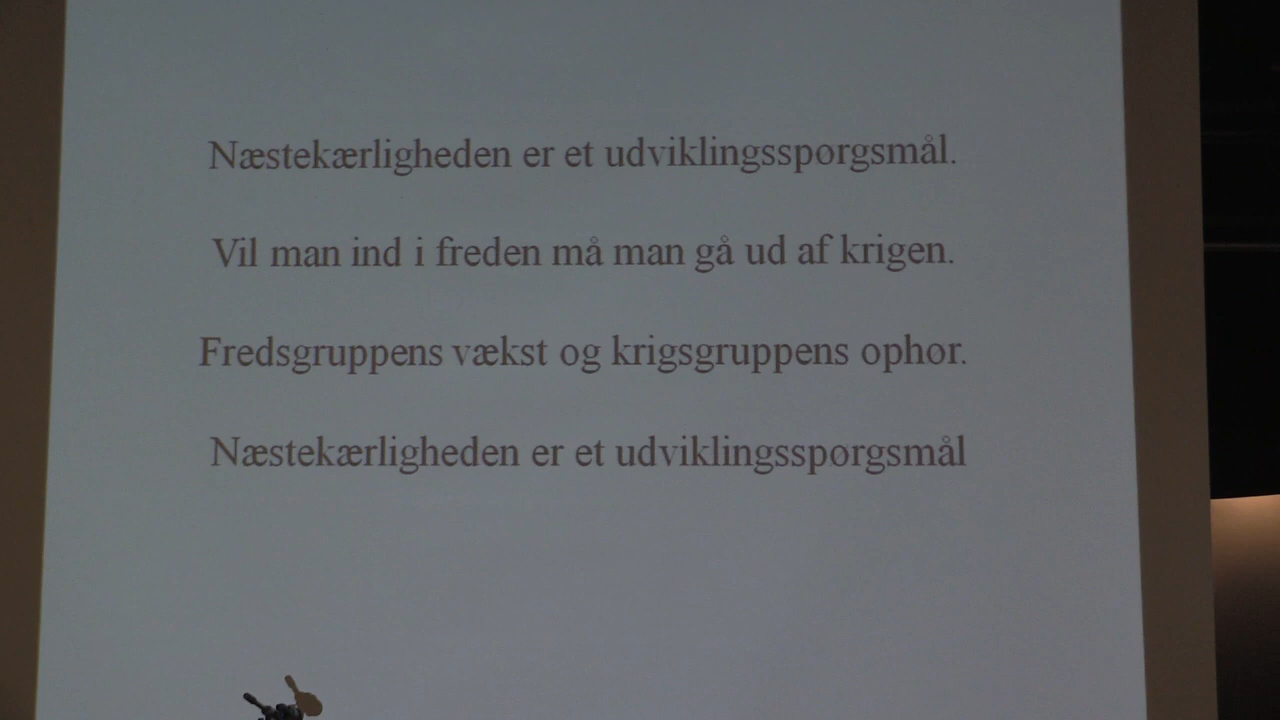 Næstekærligheden er et udviklingsspørgsmål.
Vil man ind i freden må man gå ud af krigen.
Fredsgruppens vækst og krigsgruppens ophør.
Næstekærligheden er et udviklingsspørgsmål